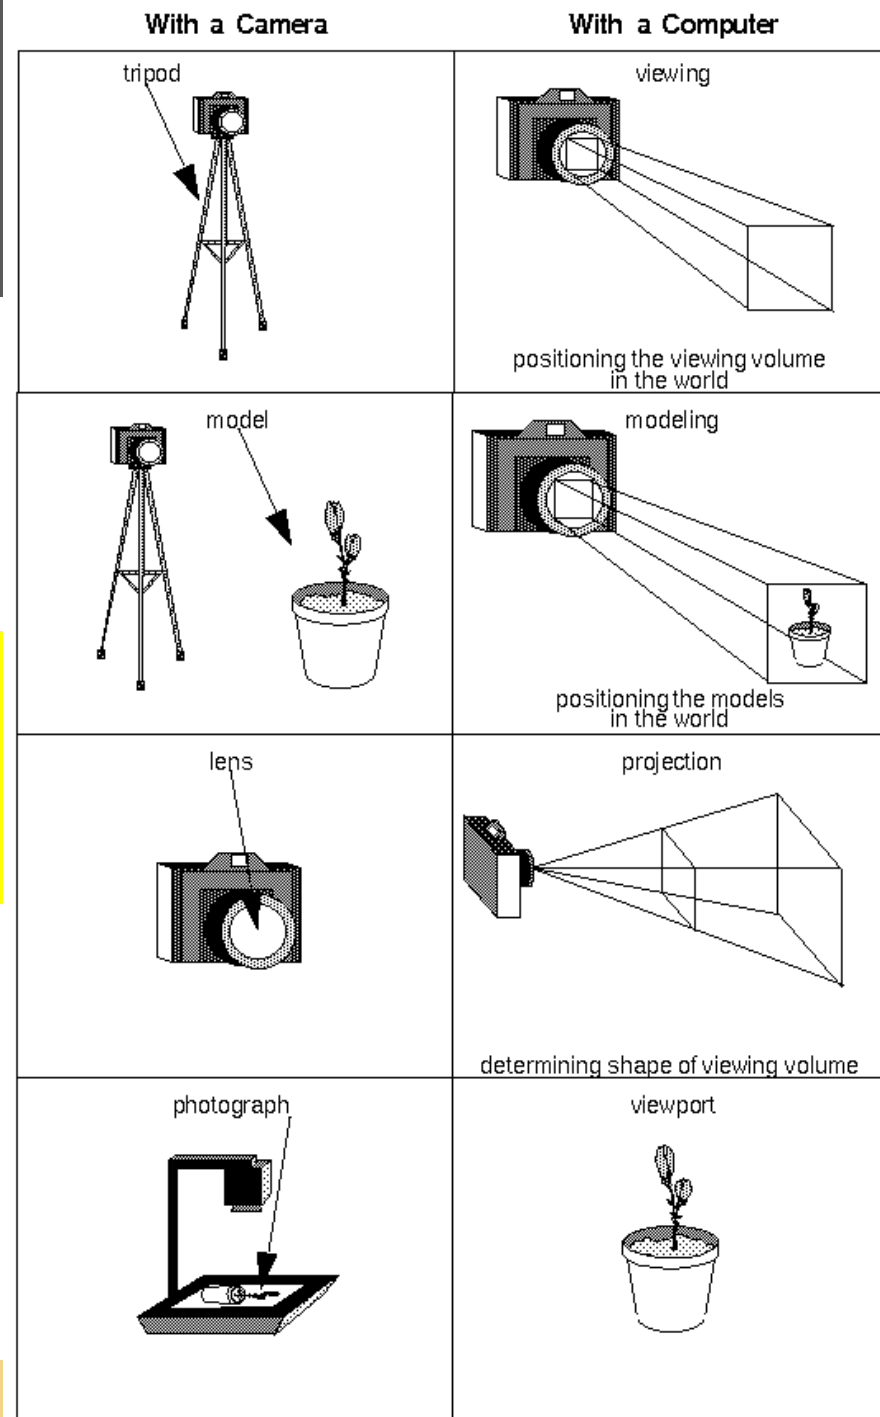 With a Camera
With a Computer
tripod
viewing
positioning the viewing volume
in the world
model
modeling
positioning the models
in the world
lens
projection
determining shape of viewing volume
photograph
viewport